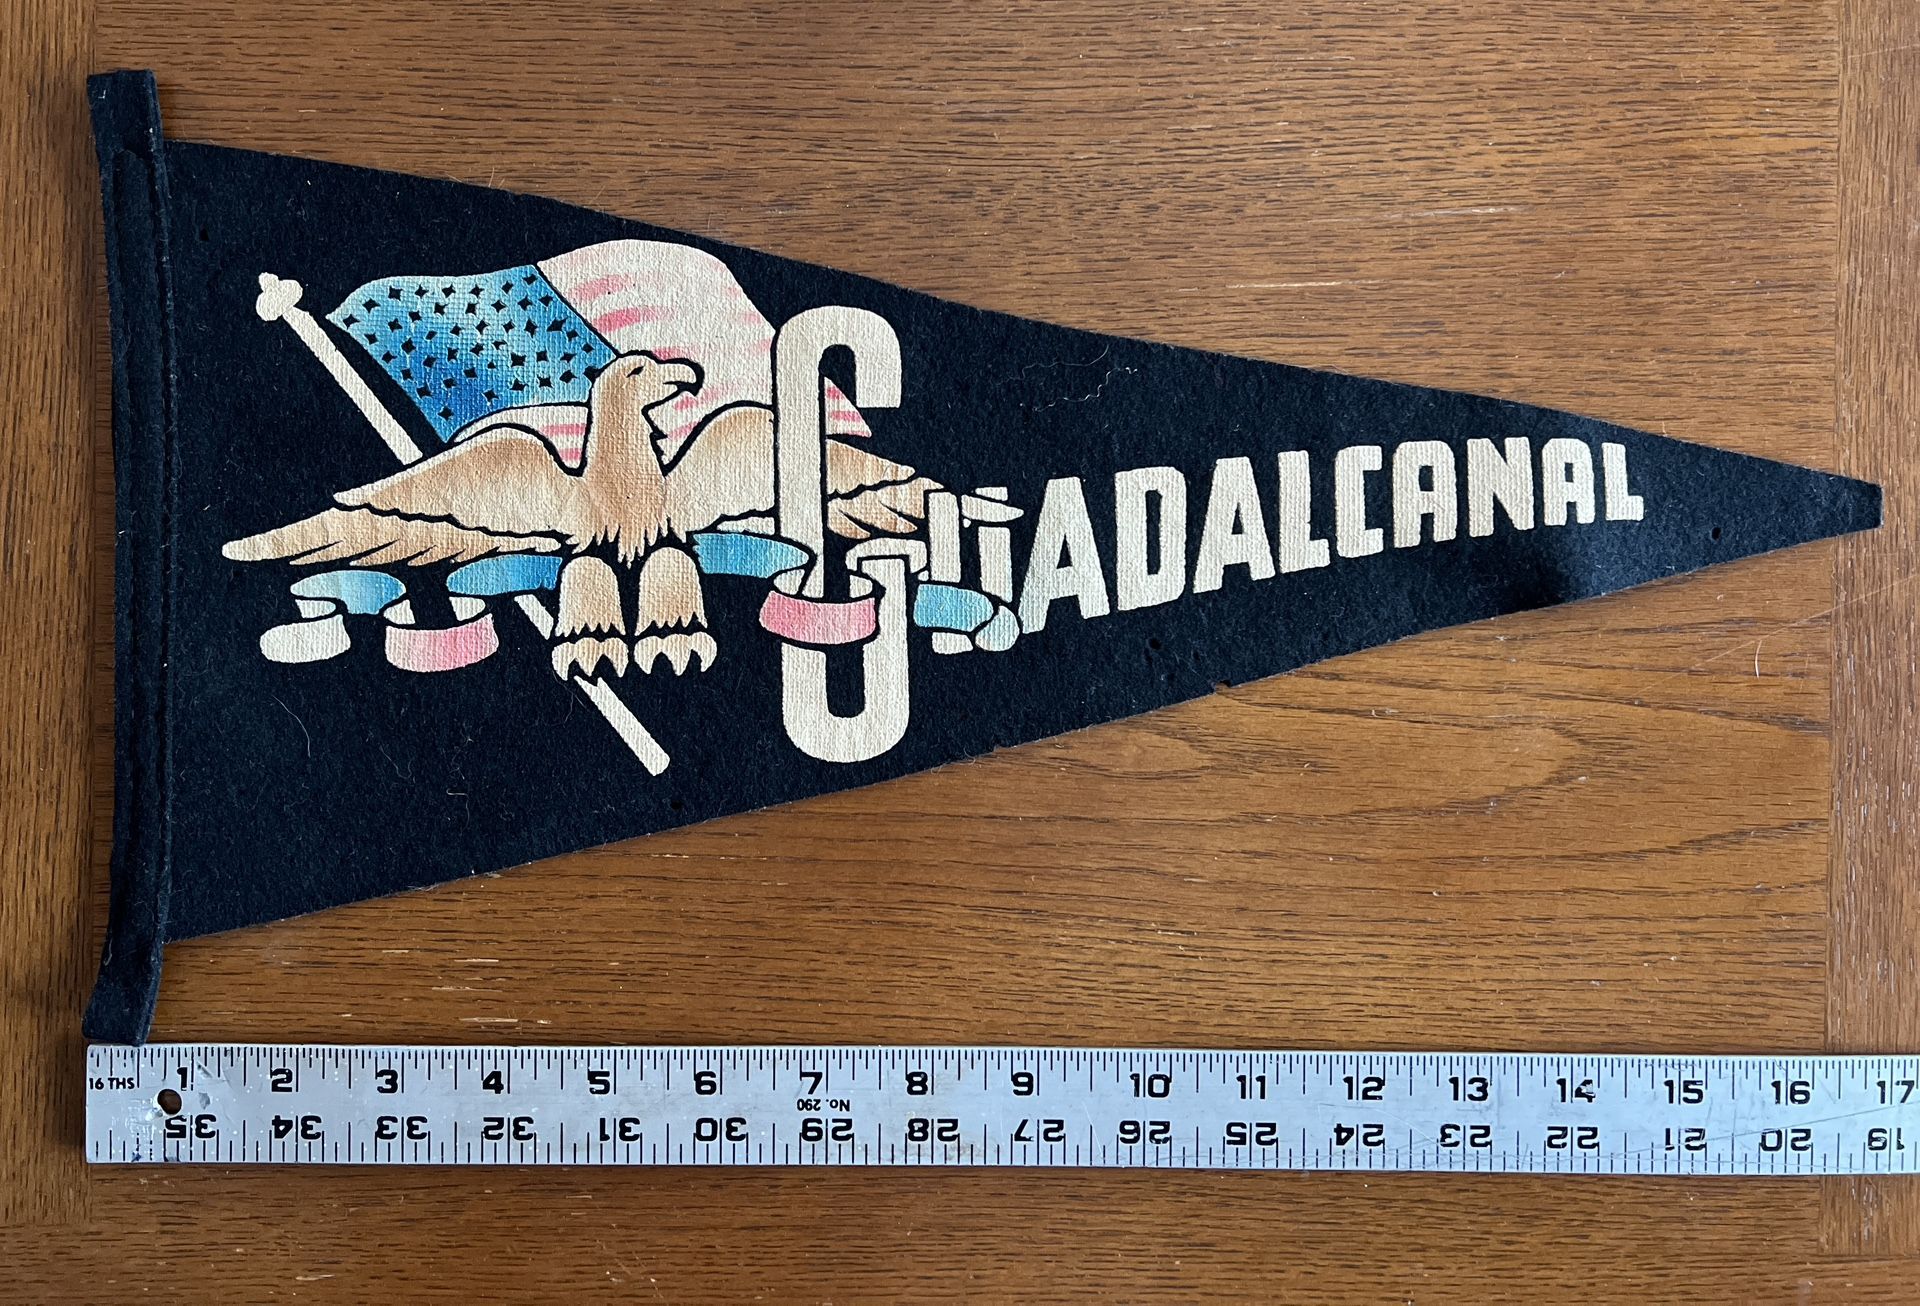 GUADALCANAL
16 THS 1 2 3 4 5 6 7 8 9 10 11 12 13 14 15 16 17
No. 290
35 34 33 32 31 30 29 28 27 26 25 24 23 22 21 20 19